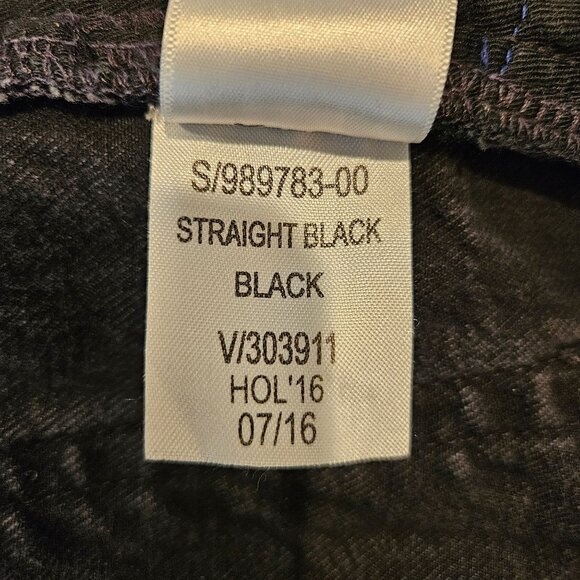 S/989783-00
STRAIGHT BLACK
BLACK
V/303911
HOL'16
07/16